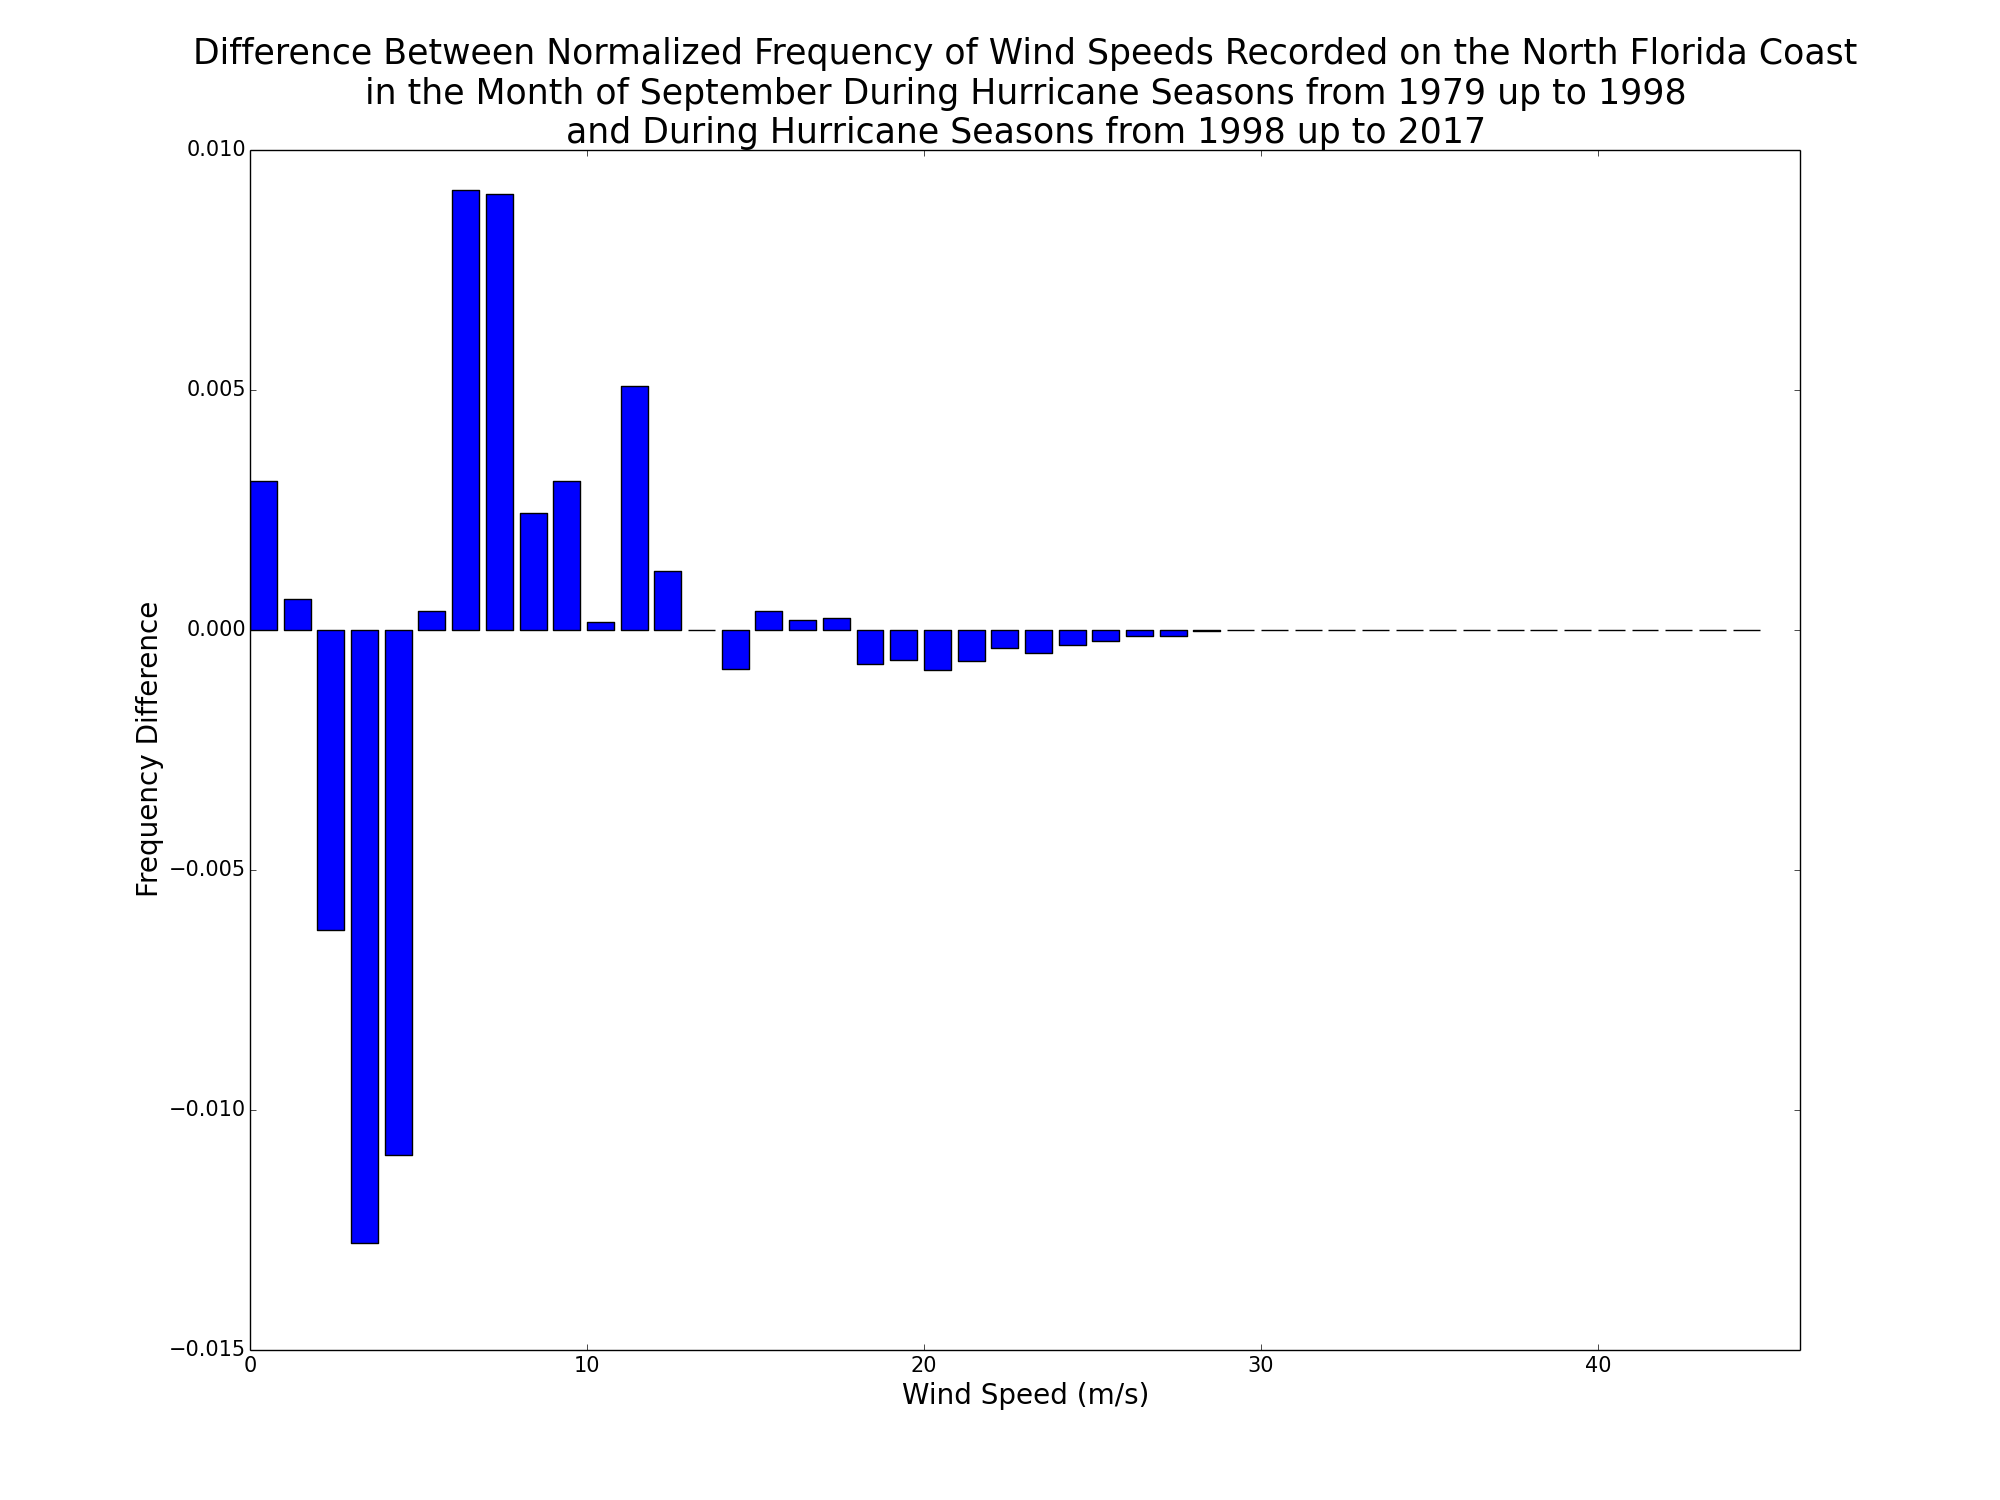 Difference Between Normalized Frequency of Wind Speeds Recorded on the North Florida Coast
in the Month of September During Hurricane Seasons from 1979 up to 1998
and During Hurricane Seasons from 1998 up to 2017
0.010
0.005
0.000
−0.005
−0.010
−0.015
Frequency Difference
0 10 20 30 40
Wind Speed (m/s)